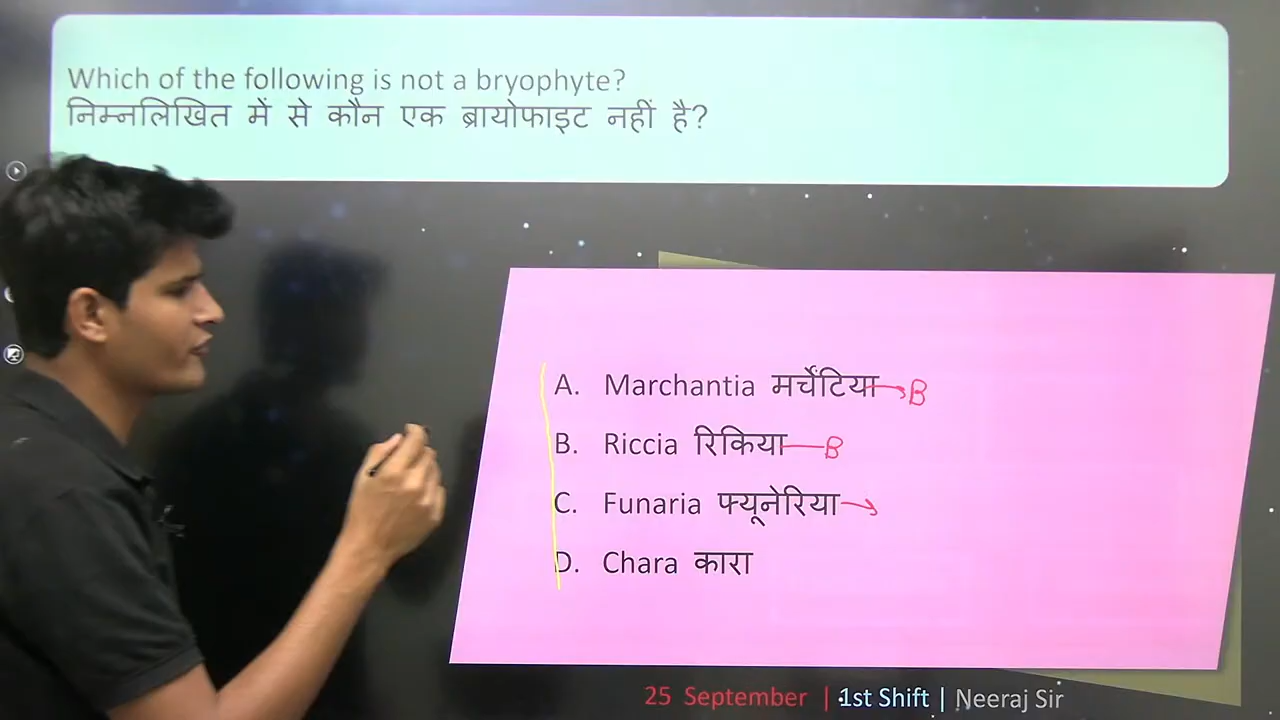 Which of the following is not a bryophyte?
निम्नलिखित में से कौन एक ब्रायोफाइट नहीं है?
A. Marchantia मर्चेंटिया → B
B. Riccia रिकिया — B
C. Funaria फ्यूनेरिया →
D. Chara कारा
25 September | 1st Shift | Neeraj Sir